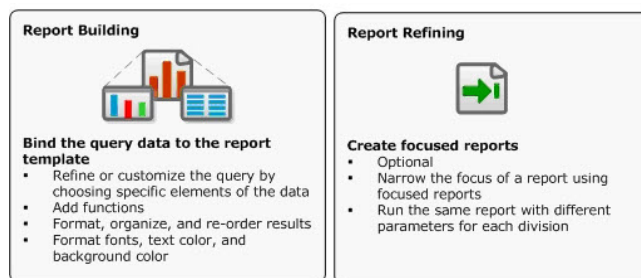 Report Building
Bind the query data to the report
template
▪ Refine or customize the query by
choosing specific elements of the data
▪ Add functions
▪ Format, organize, and re-order results
▪ Format fonts, text color, and
background color
Report Refining
Create focused reports
▪ Optional
▪ Narrow the focus of a report using
focused reports
▪ Run the same report with different
parameters for each division